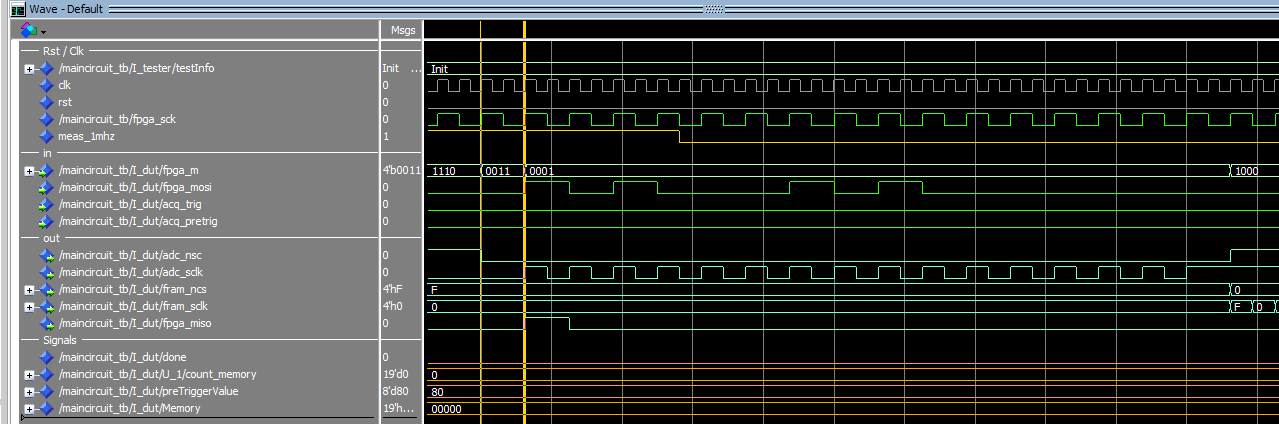 Wave - Default
Msgs
Rst / Clk
/maincircuit_tb/I_tester/testInfo Init ... Init
clk 0
rst 0
/maincircuit_tb/fpga_sck 0
meas_1mhz 1
in
/maincircuit_tb/I_dut/fpga_m 4'b0011 1110 0011 0001 1000
/maincircuit_tb/I_dut/fpga_mosi 0
/maincircuit_tb/I_dut/acq_trig 0
/maincircuit_tb/I_dut/acq_pretrig 0
out
/maincircuit_tb/I_dut/adc_nsc 0
/maincircuit_tb/I_dut/adc_sclk 0
/maincircuit_tb/I_dut/fram_ncs 4'hF F 0
/maincircuit_tb/I_dut/fram_sclk 4'h0 0 F 0
/maincircuit_tb/I_dut/fpga_miso 0
Signals
/maincircuit_tb/I_dut/done 0
/maincircuit_tb/I_dut/U_1/count_memory 19'd0 0
/maincircuit_tb/I_dut/preTriggerValue 8'd80 80
/maincircuit_tb/I_dut/Memory 19'h... 00000